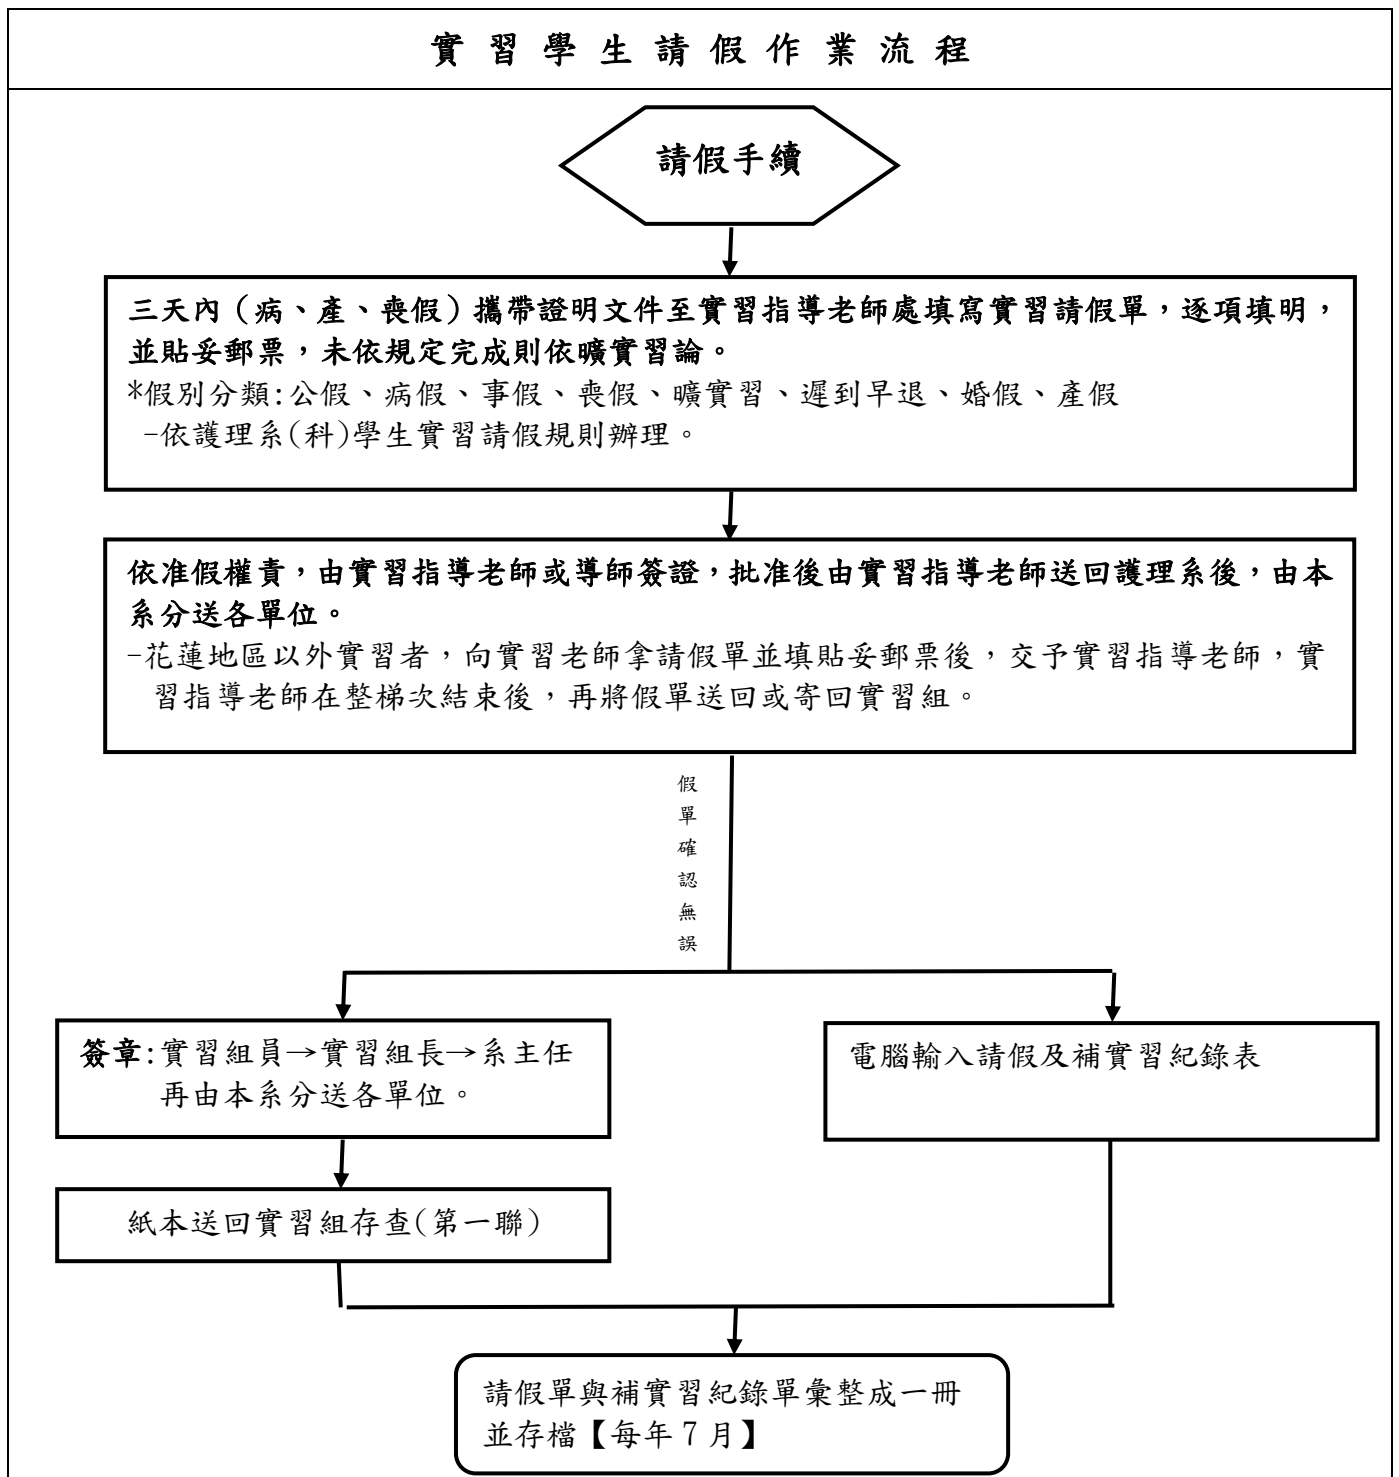 實習學生請假作業流程
請假手續
三天內（病、產、喪假）攜帶證明文件至實習指導老師處填寫實習請假單，逐項填明，
並貼妥郵票，未依規定完成則依曠實習論。
*假別分類:公假、病假、事假、喪假、曠實習、遲到早退、婚假、產假
-依護理系(科)學生實習請假規則辦理。
依准假權責，由實習指導老師或導師簽證，批准後由實習指導老師送回護理系後，由本
系分送各單位。
-花蓮地區以外實習者，向實習老師拿請假單並填貼妥郵票後，交予實習指導老師，實
習指導老師在整梯次結束後，再將假單送回或寄回實習組。
假單確認無誤
簽章:實習組員→實習組長→系主任
再由本系分送各單位。
電腦輸入請假及補實習紀錄表
紙本送回實習組存查(第一聯)
請假單與補實習紀錄單彙整成一冊
並存檔【每年7月】